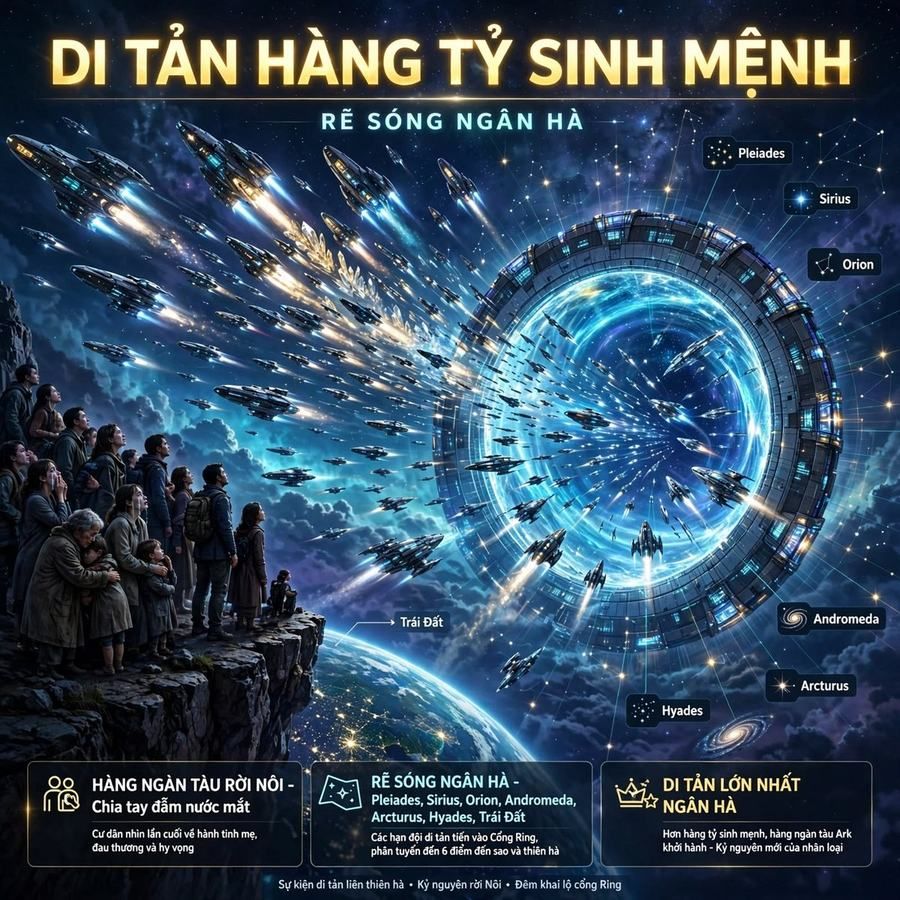 DI TẢN HÀNG TỶ SINH MỆNH
RẼ SÓNG NGÂN HÀ
Pleiades
Sirius
Orion
Trái Đất
Andromeda
Arcturus
Hyades
HÀNG NGÀN TÀU RỜI NÔI -
Chia tay đẫm nước mắt
Cư dân nhìn lần cuối về hành tinh mẹ,
đau thương và hy vọng
RẼ SÓNG NGÂN HÀ -
Pleiades, Sirius, Orion, Andromeda,
Arcturus, Hyades, Trái Đất
Các hạn đội di tản tiến vào Cổng Ring,
phân tuyến đến 6 điểm đến sao và thiên hà
DI TẢN LỚN NHẤT
NGÂN HÀ
Hơn hàng tỷ sinh mệnh, hàng ngàn tàu Ark
khởi hành - Kỷ nguyên mới của nhân loại
Sự kiện di tản liên thiên hà • Kỷ nguyên rời Nôi • Đêm khai lộ cổng Ring